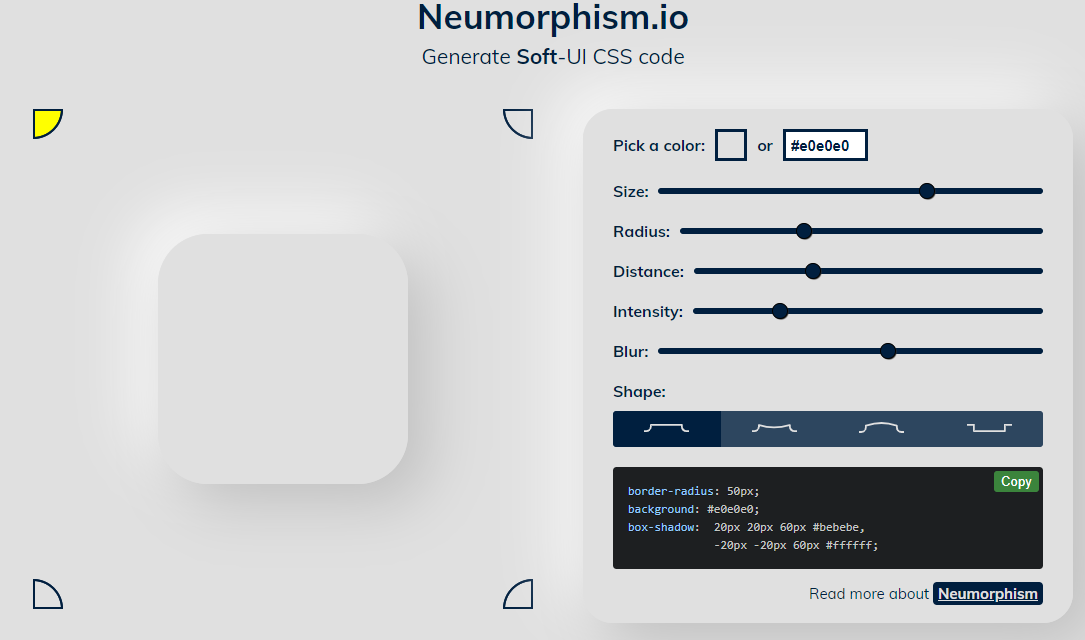 Neumorphism.io
Generate Soft-UI CSS code
Pick a color: or #e0e0e0
Size:
Radius:
Distance:
Intensity:
Blur:
Shape:
Copy
border-radius: 50px;
background: #e0e0e0;
box-shadow:  20px 20px 60px #bebebe,
             -20px -20px 60px #ffffff;
Read more about Neumorphism